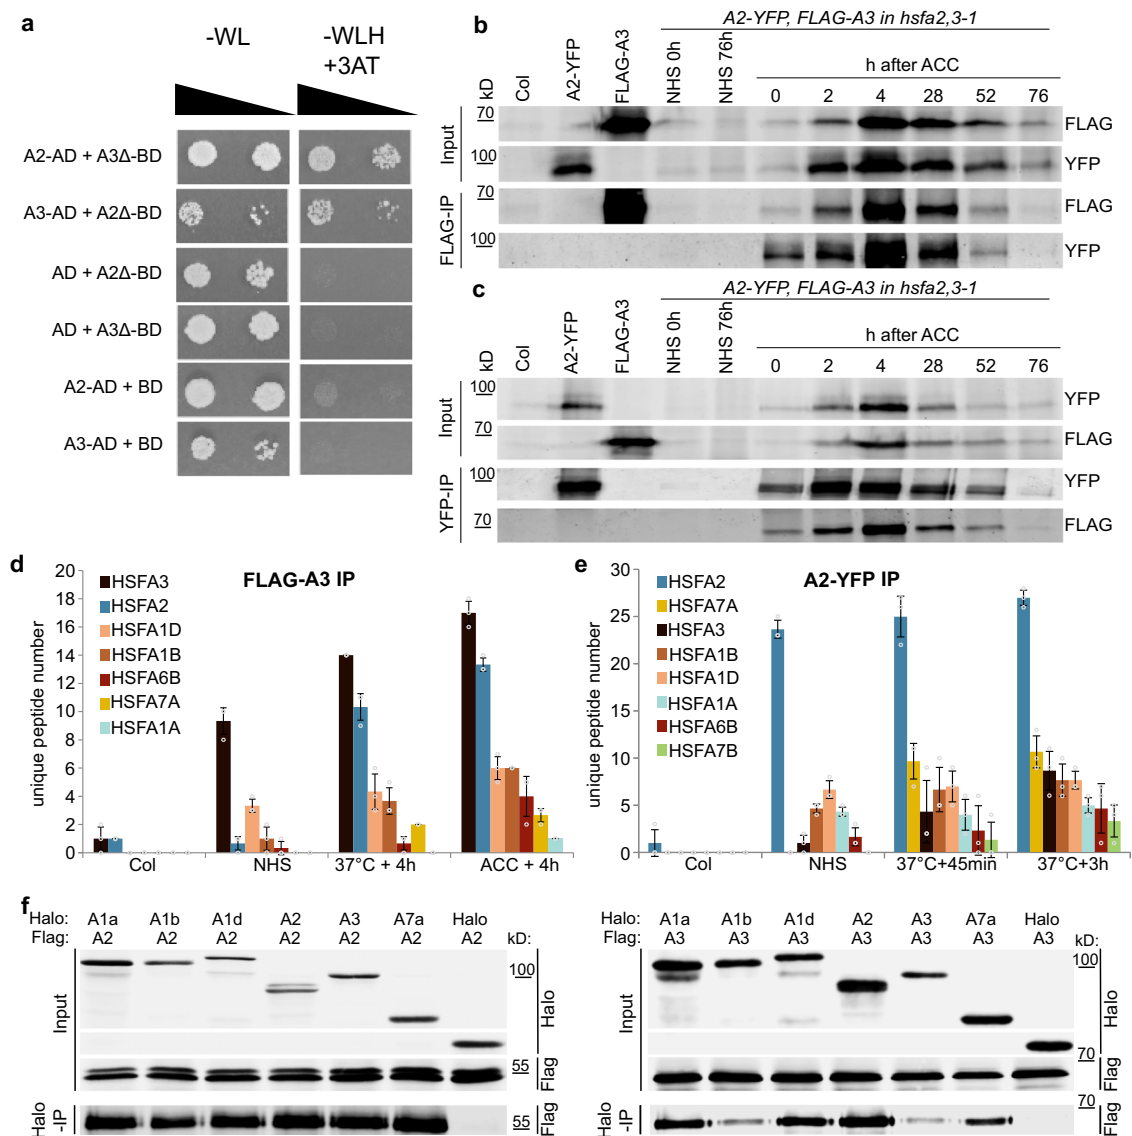 a
-WL
-WLH
+3AT
A2-AD + A3Δ-BD
A3-AD + A2Δ-BD
AD + A2Δ-BD
AD + A3Δ-BD
A2-AD + BD
A3-AD + BD
b
A2-YFP, FLAG-A3 in hsfa2,3-1
kD
Col
A2-YFP
FLAG-A3
NHS 0h
NHS 76h
h after ACC
0 2 4 28 52 76
Input
70
FLAG
100
YFP
FLAG-IP
70
FLAG
100
YFP
c
A2-YFP, FLAG-A3 in hsfa2,3-1
kD
Col
A2-YFP
FLAG-A3
NHS 0h
NHS 76h
h after ACC
0 2 4 28 52 76
Input
100
YFP
70
FLAG
YFP-IP
100
YFP
70
FLAG
d
FLAG-A3 IP
unique peptide number
20
18
16
14
12
10
8
6
4
2
0
HSFA3
HSFA2
HSFA1D
HSFA1B
HSFA6B
HSFA7A
HSFA1A
Col NHS 37°C + 4h ACC + 4h
e
A2-YFP IP
unique peptide number
30
25
20
15
10
5
0
HSFA2
HSFA7A
HSFA3
HSFA1B
HSFA1D
HSFA1A
HSFA6B
HSFA7B
Col NHS 37°C+45min 37°C+3h
f
Halo: A1a A1b A1d A2 A3 A7a Halo
Flag: A2 A2 A2 A2 A2 A2 A2 kD:
Input
100
Halo
55
Flag
Halo
-IP
55
Flag
Halo: A1a A1b A1d A2 A3 A7a Halo
Flag: A3 A3 A3 A3 A3 A3 A3 kD:
Input
100
Halo
70
Flag
Halo
-IP
70
Flag